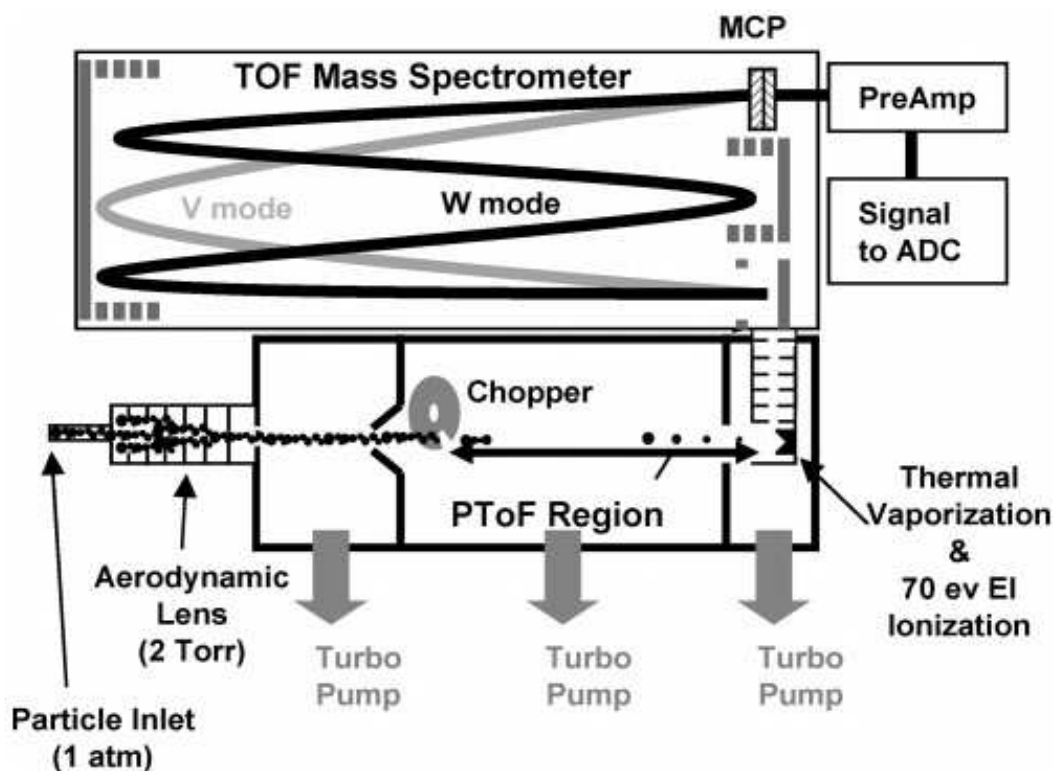 MCP
TOF Mass Spectrometer
PreAmp
V mode
W mode
Signal
to ADC
Chopper
PToF Region
Thermal
Vaporization
&
70 ev EI
Ionization
Aerodynamic
Lens
(2 Torr)
Turbo
Pump
Turbo
Pump
Turbo
Pump
Particle Inlet
(1 atm)